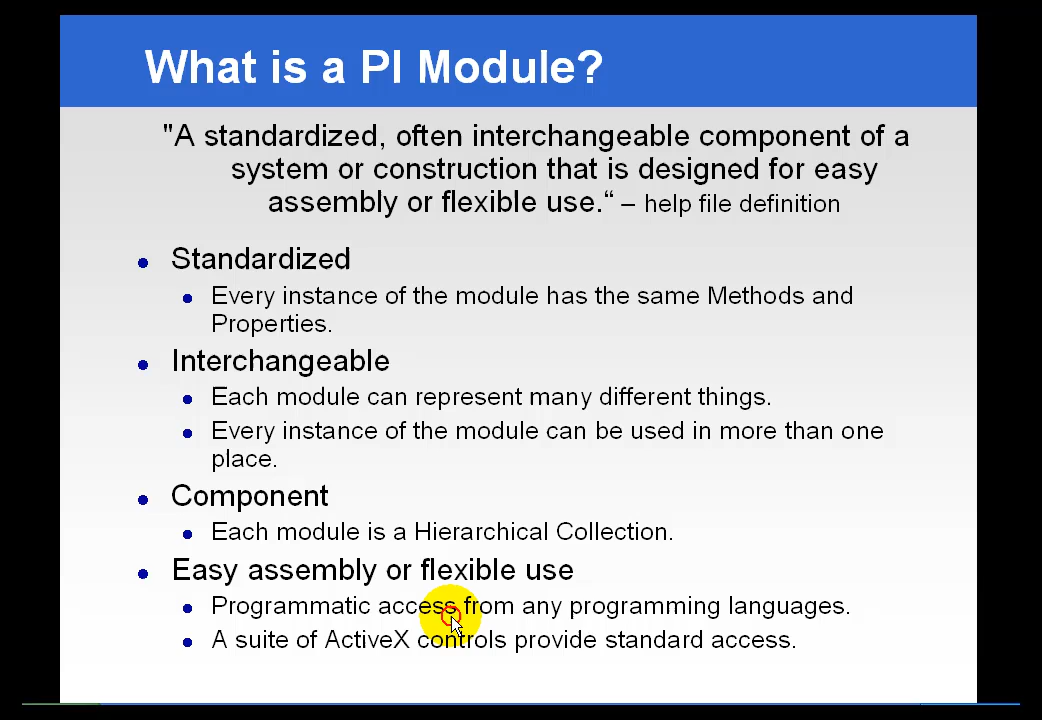 What is a PI Module?
"A standardized, often interchangeable component of a
system or construction that is designed for easy
assembly or flexible use.“ – help file definition
Standardized
Every instance of the module has the same Methods and
Properties.
Interchangeable
Each module can represent many different things.
Every instance of the module can be used in more than one
place.
Component
Each module is a Hierarchical Collection.
Easy assembly or flexible use
Programmatic access from any programming languages.
A suite of ActiveX controls provide standard access.